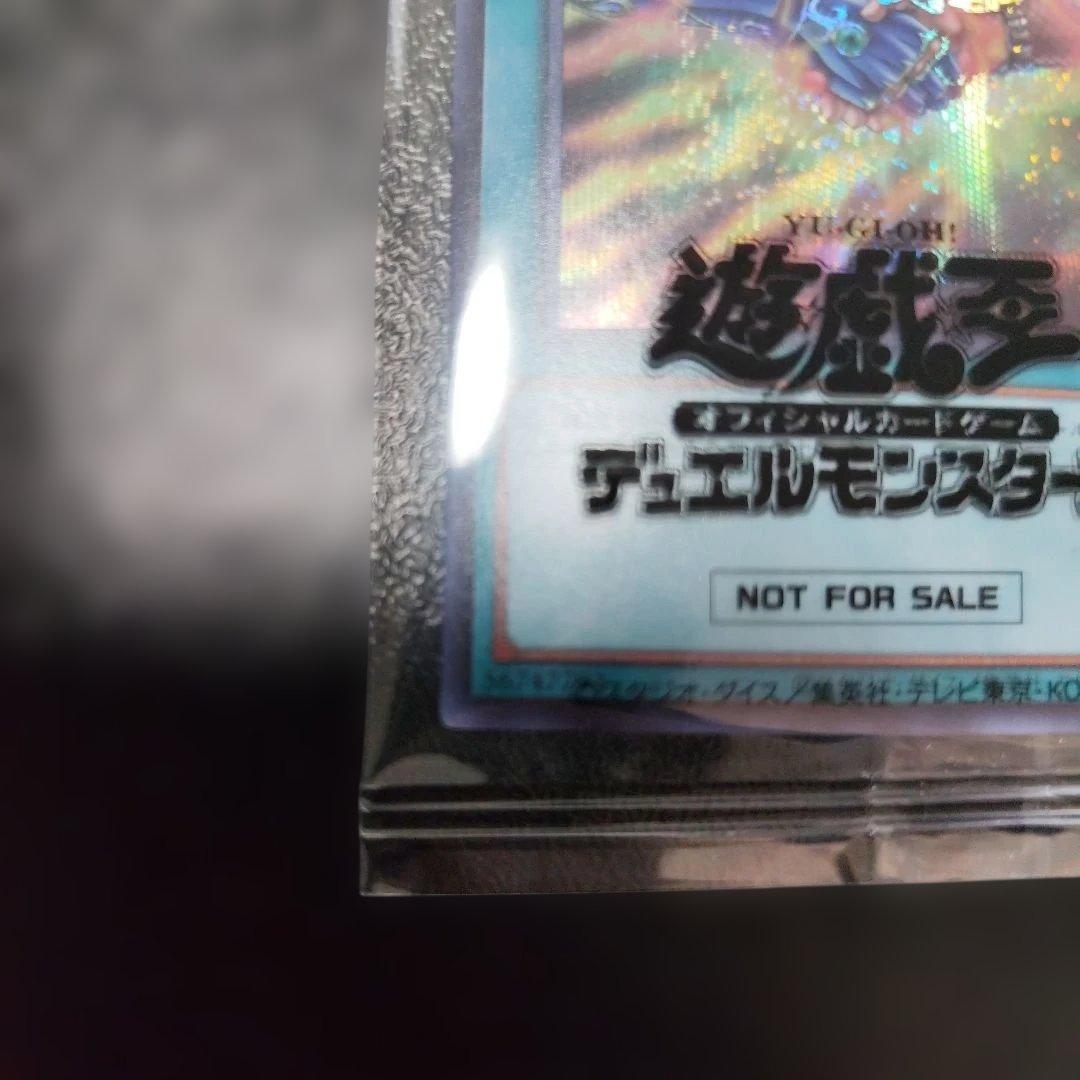 YU-GI-OH!
遊戯王
オフィシャルカードゲーム
デュエルモンスター
NOT FOR SALE
©スタジオ・ダイス／集英社・テレビ東京・KO